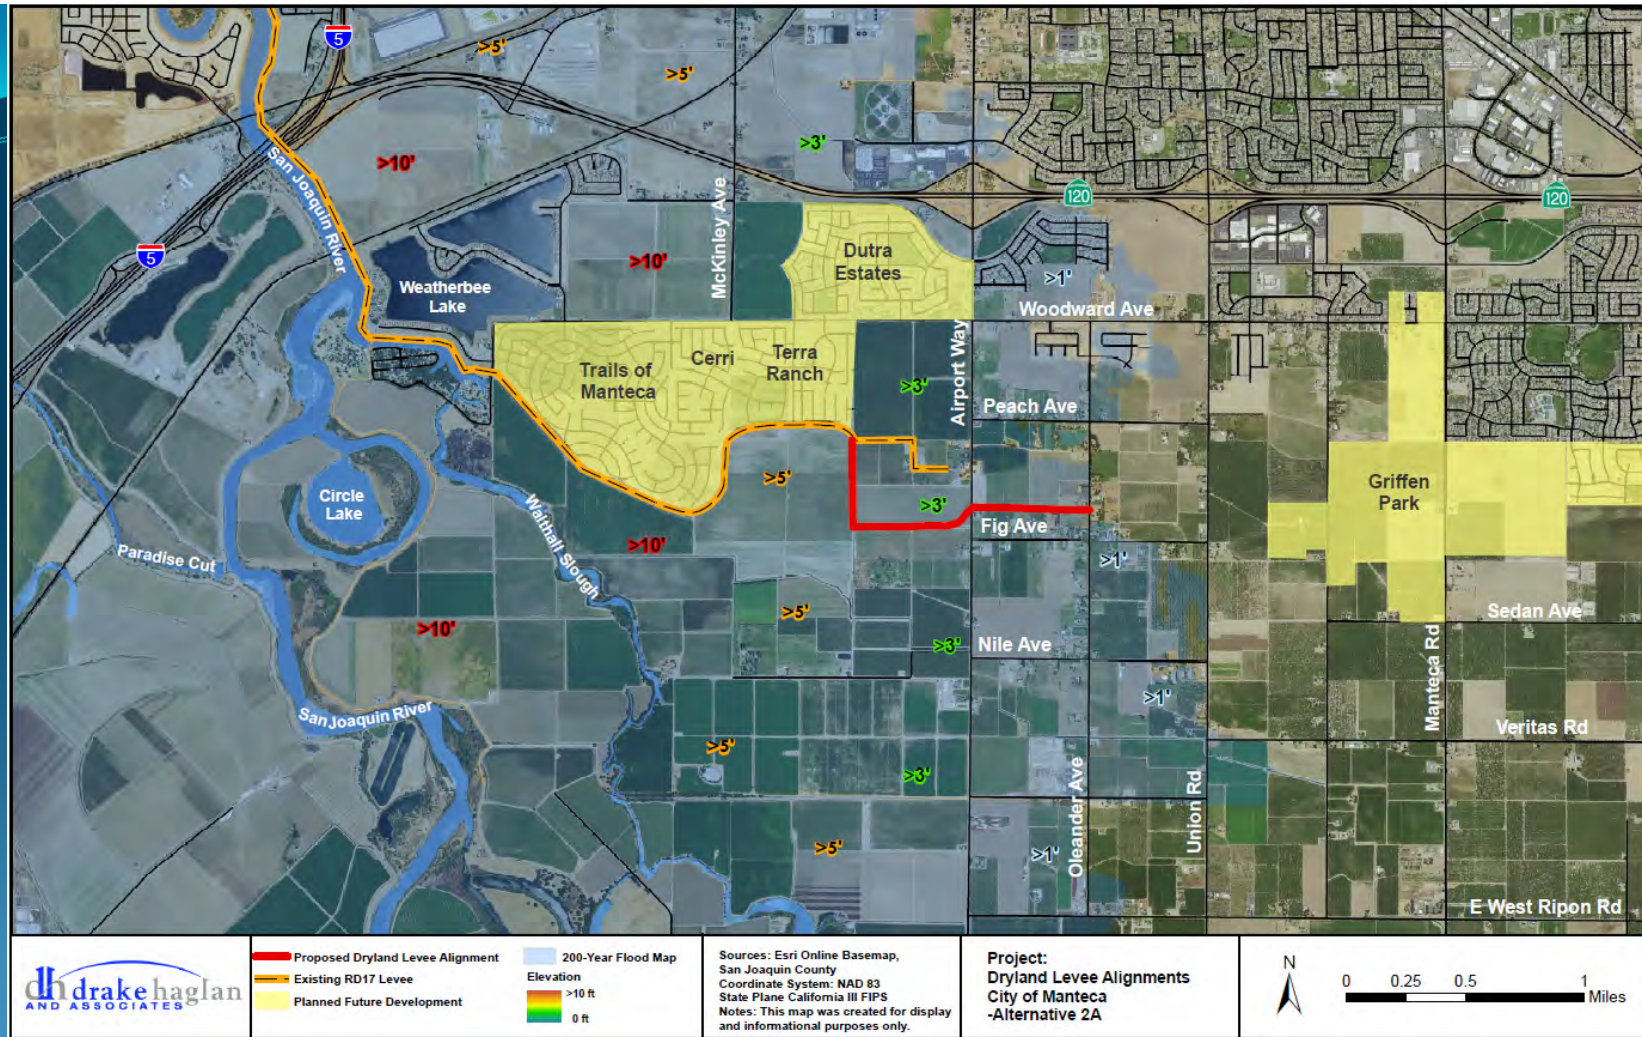 5
>5'
>5'
>3'
>10'
San Joaquin River
McKinley Ave
120
120
5
>10'
Dutra
Estates
Weatherbee
Lake
>1'
Woodward Ave
Airport Way
Trails of
Manteca
Cerri
Terra
Ranch
>3'
Peach Ave
>5'
Griffen
Park
Circle
Lake
>3'
Fig Ave
Walthall Slough
>10'
Paradise Cut
>1'
>5'
Sedan Ave
>10'
>3'
Nile Ave
Manteca Rd
>1'
San Joaquin River
Veritas Rd
>5'
>3'
Oleander Ave
Union Rd
>5'
>1'
E West Ripon Rd
dh drakehaglan
AND ASSOCIATES
Proposed Dryland Levee Alignment
Existing RD17 Levee
Planned Future Development
200-Year Flood Map
Elevation
>10 ft
0 ft
Sources: Esri Online Basemap,
San Joaquin County
Coordinate System: NAD 83
State Plane California III FIPS
Notes: This map was created for display
and informational purposes only.
Project:
Dryland Levee Alignments
City of Manteca
-Alternative 2A
N
0 0.25 0.5 1
Miles